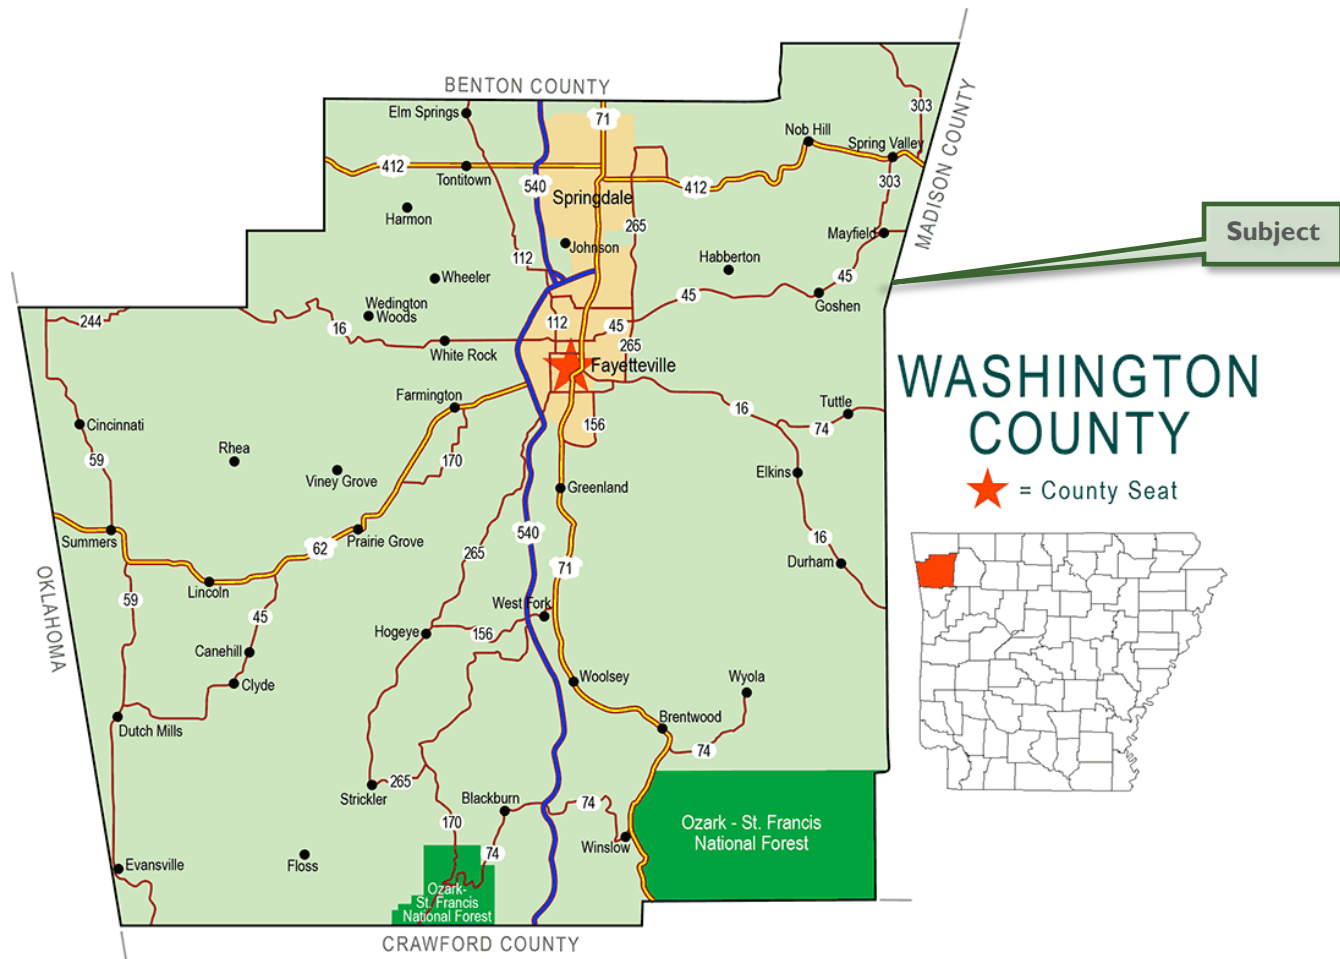 BENTON COUNTY
Elm Springs
71
303
MADISON COUNTY
Nob Hill
Spring Valley
412
Tontitown
540
412
303
Springdale
Harmon
265
Mayfield
Subject
Johnson
112
Habberton
Wheeler
45
45
Goshen
Wedington
Woods
244
16
112
45
265
White Rock
Fayetteville
WASHINGTON
COUNTY
= County Seat
Farmington
16
Tuttle
74
Cincinnati
156
59
Rhea
170
Viney Grove
Elkins
Greenland
Summers
62
Prairie Grove
540
265
16
71
Durham
OKLAHOMA
Lincoln
59
45
West Fork
Hogeye
156
Canehill
Clyde
Woolsey
Wyola
Dutch Mills
Brentwood
74
265
Strickler
Blackburn
74
170
Ozark - St. Francis
National Forest
Winslow
74
Evansville
Floss
Ozark-
St. Francis
National Forest
CRAWFORD COUNTY